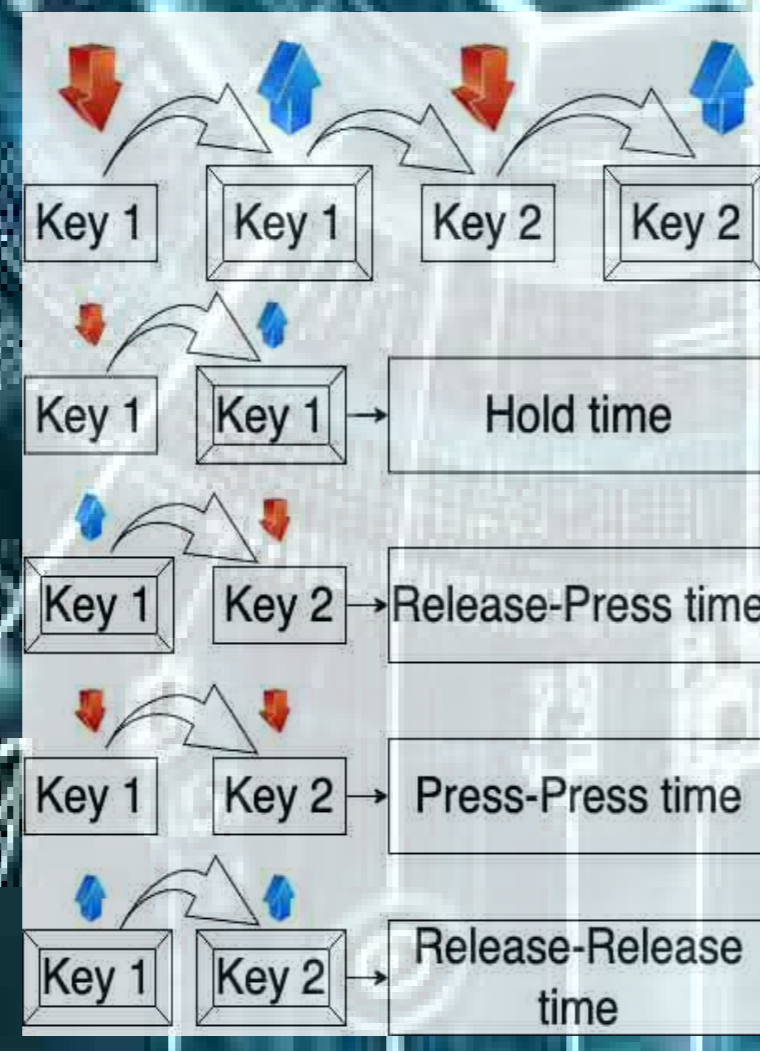 Key 1 Key 1 Key 2 Key 2
Key 1 Key 1 Hold time
Key 1 Key 2 Release-Press time
Key 1 Key 2 Press-Press time
Key 1 Key 2 Release-Release
time